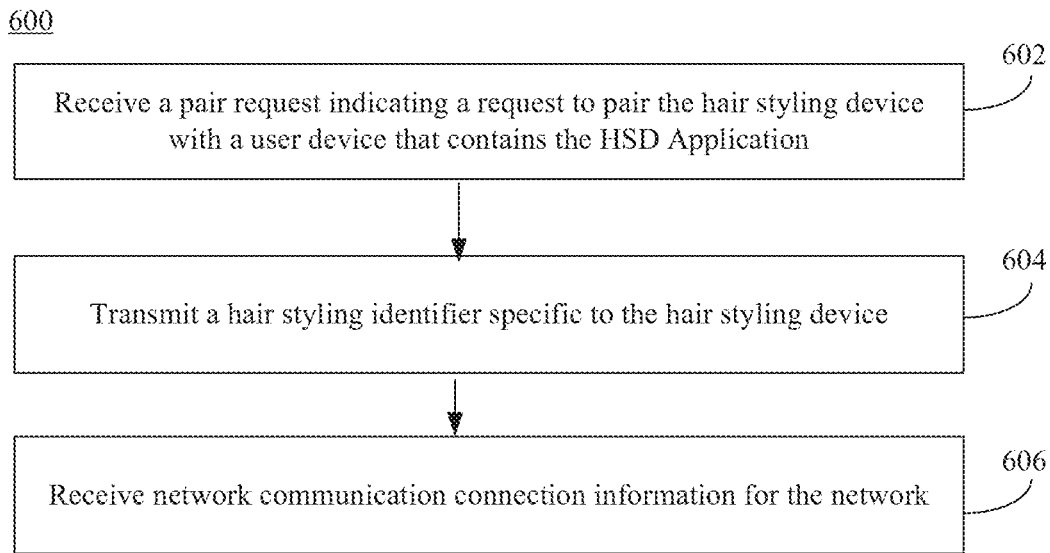 600
602
Receive a pair request indicating a request to pair the hair styling device
with a user device that contains the HSD Application
604
Transmit a hair styling identifier specific to the hair styling device
606
Receive network communication connection information for the network